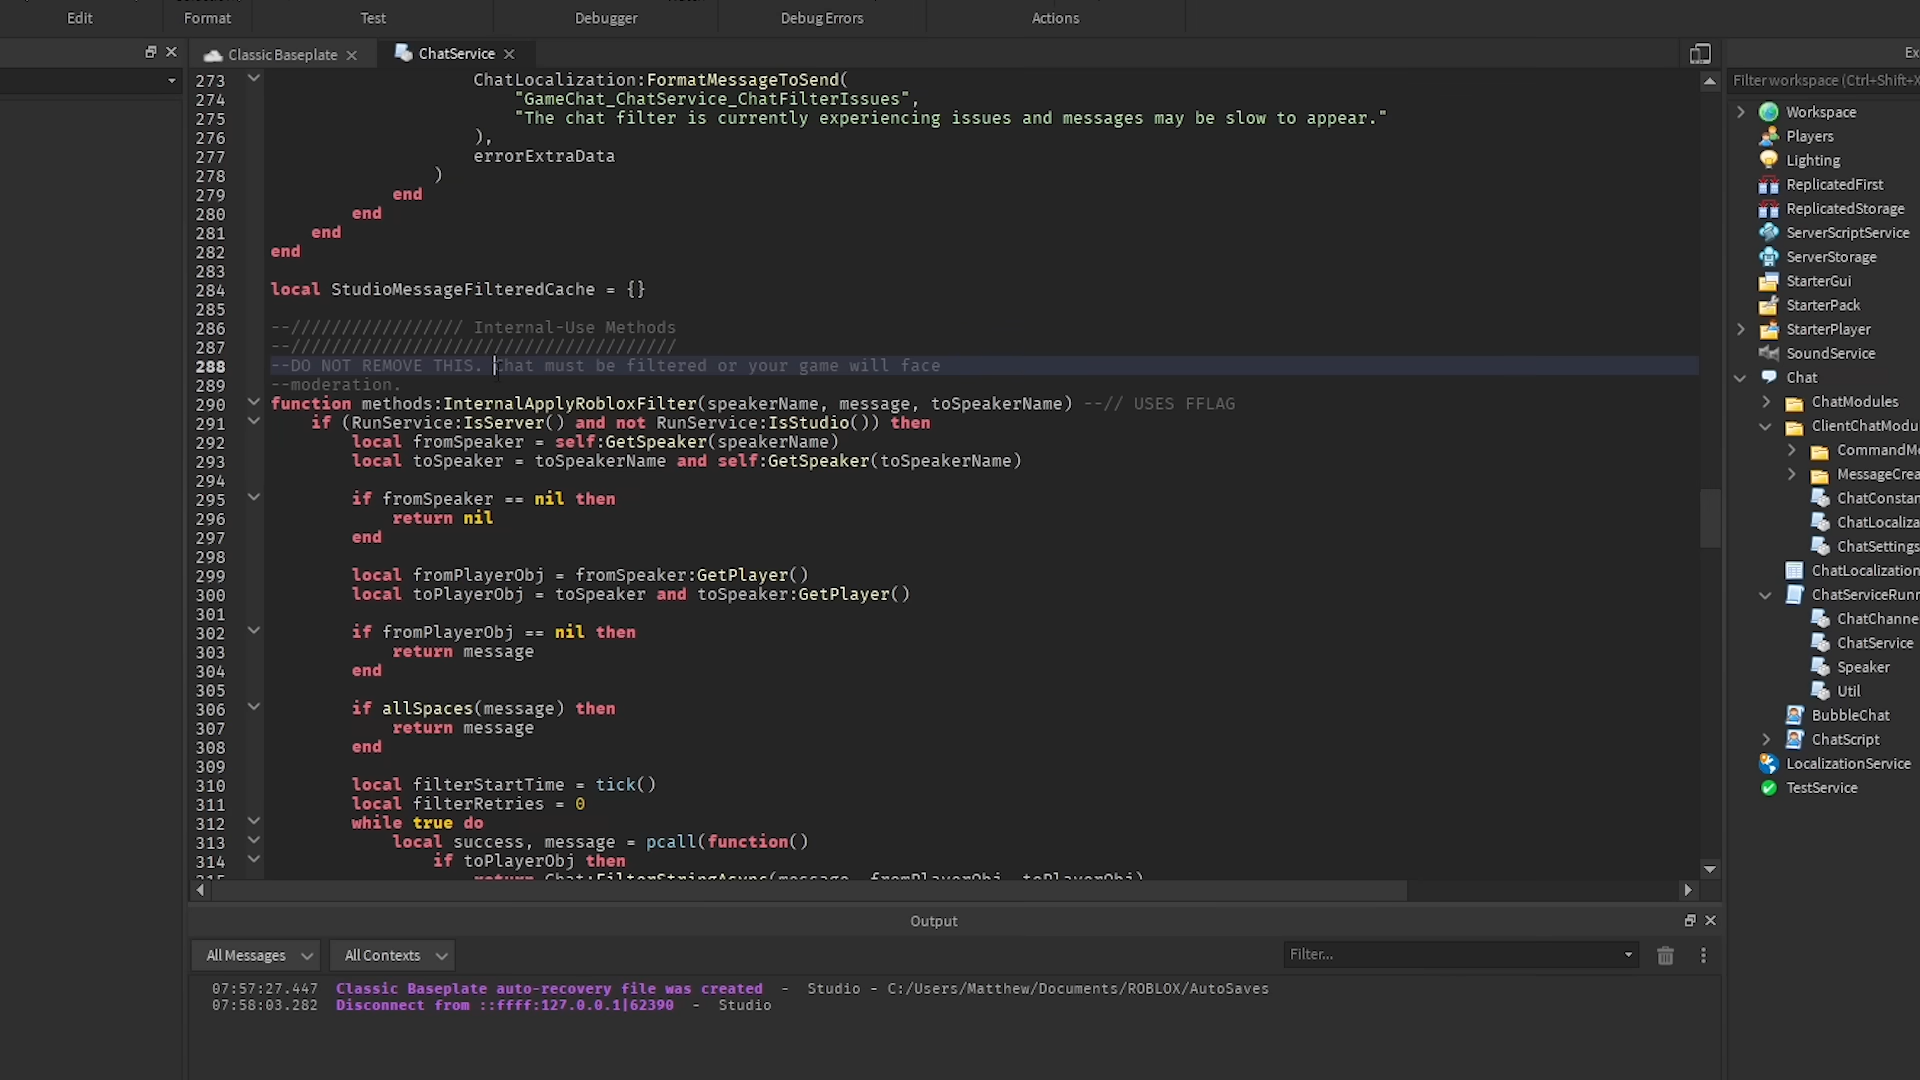 Edit
Format
Test
Debugger
Debug Errors
Actions
Classic Baseplate
ChatService
273 ChatLocalization:FormatMessageToSend(
274 "GameChat_ChatService_ChatFilterIssues",
275 "The chat filter is currently experiencing issues and messages may be slow to appear."
276 ),
277 errorExtraData
278 )
279 end
280 end
281 end
282 end
283
284 local StudioMessageFilteredCache = {}
285
286 --///////////////// Internal-Use Methods
287 --//////////////////////////////////////
288 --DO NOT REMOVE THIS. Chat must be filtered or your game will face
289 --moderation.
290 function methods:InternalApplyRobloxFilter(speakerName, message, toSpeakerName) --// USES FFLAG
291 if (RunService:IsServer() and not RunService:IsStudio()) then
292 local fromSpeaker = self:GetSpeaker(speakerName)
293 local toSpeaker = toSpeakerName and self:GetSpeaker(toSpeakerName)
294
295 if fromSpeaker == nil then
296 return nil
297 end
298
299 local fromPlayerObj = fromSpeaker:GetPlayer()
300 local toPlayerObj = toSpeaker and toSpeaker:GetPlayer()
301
302 if fromPlayerObj == nil then
303 return message
304 end
305
306 if allSpaces(message) then
307 return message
308 end
309
310 local filterStartTime = tick()
311 local filterRetries = 0
312 while true do
313 local success, message = pcall(function()
314 if toPlayerObj then
315 return Chat:FilterStringAsync(message, fromPlayerObj, toPlayerObj)
Ex
Filter workspace (Ctrl+Shift+X
Workspace
Players
Lighting
ReplicatedFirst
ReplicatedStorage
ServerScriptService
ServerStorage
StarterGui
StarterPack
StarterPlayer
SoundService
Chat
ChatModules
ClientChatModu
CommandMo
MessageCrea
ChatConstan
ChatLocaliza
ChatSettings
ChatLocalization
ChatServiceRunn
ChatChanne
ChatService
Speaker
Util
BubbleChat
ChatScript
LocalizationService
TestService
Output
All Messages
All Contexts
Filter...
07:57:27.447 Classic Baseplate auto-recovery file was created - Studio - C:/Users/Matthew/Documents/ROBLOX/AutoSaves
07:58:03.282 Disconnect from ::ffff:127.0.0.1|62390 - Studio